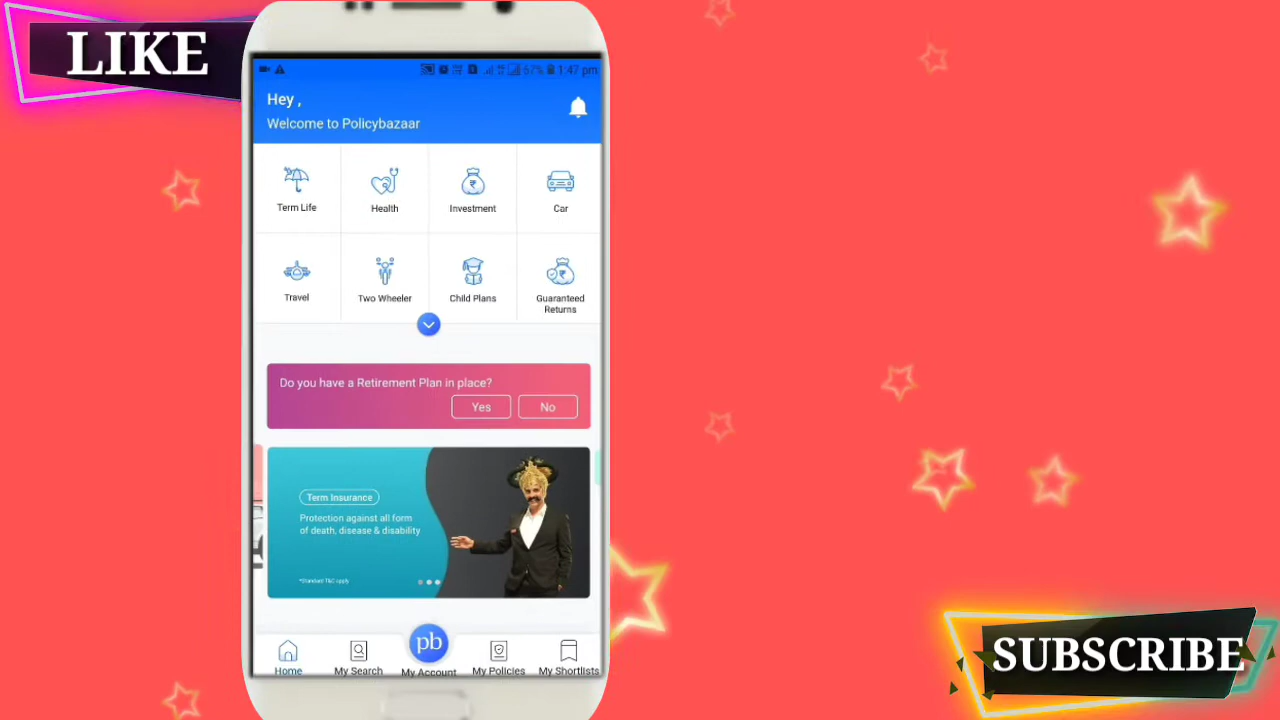 LIKE
67% 1:47 pm
Hey ,
Welcome to Policybazaar
Term Life
Health
Investment
Car
Travel
Two Wheeler
Child Plans
Guaranteed
Returns
Do you have a Retirement Plan in place?
Yes
No
Term Insurance
Protection against all form
of death, disease & disability
*Standard T&C apply
pb
Home
My Search
My Account
My Policies
My Shortlists
SUBSCRIBE